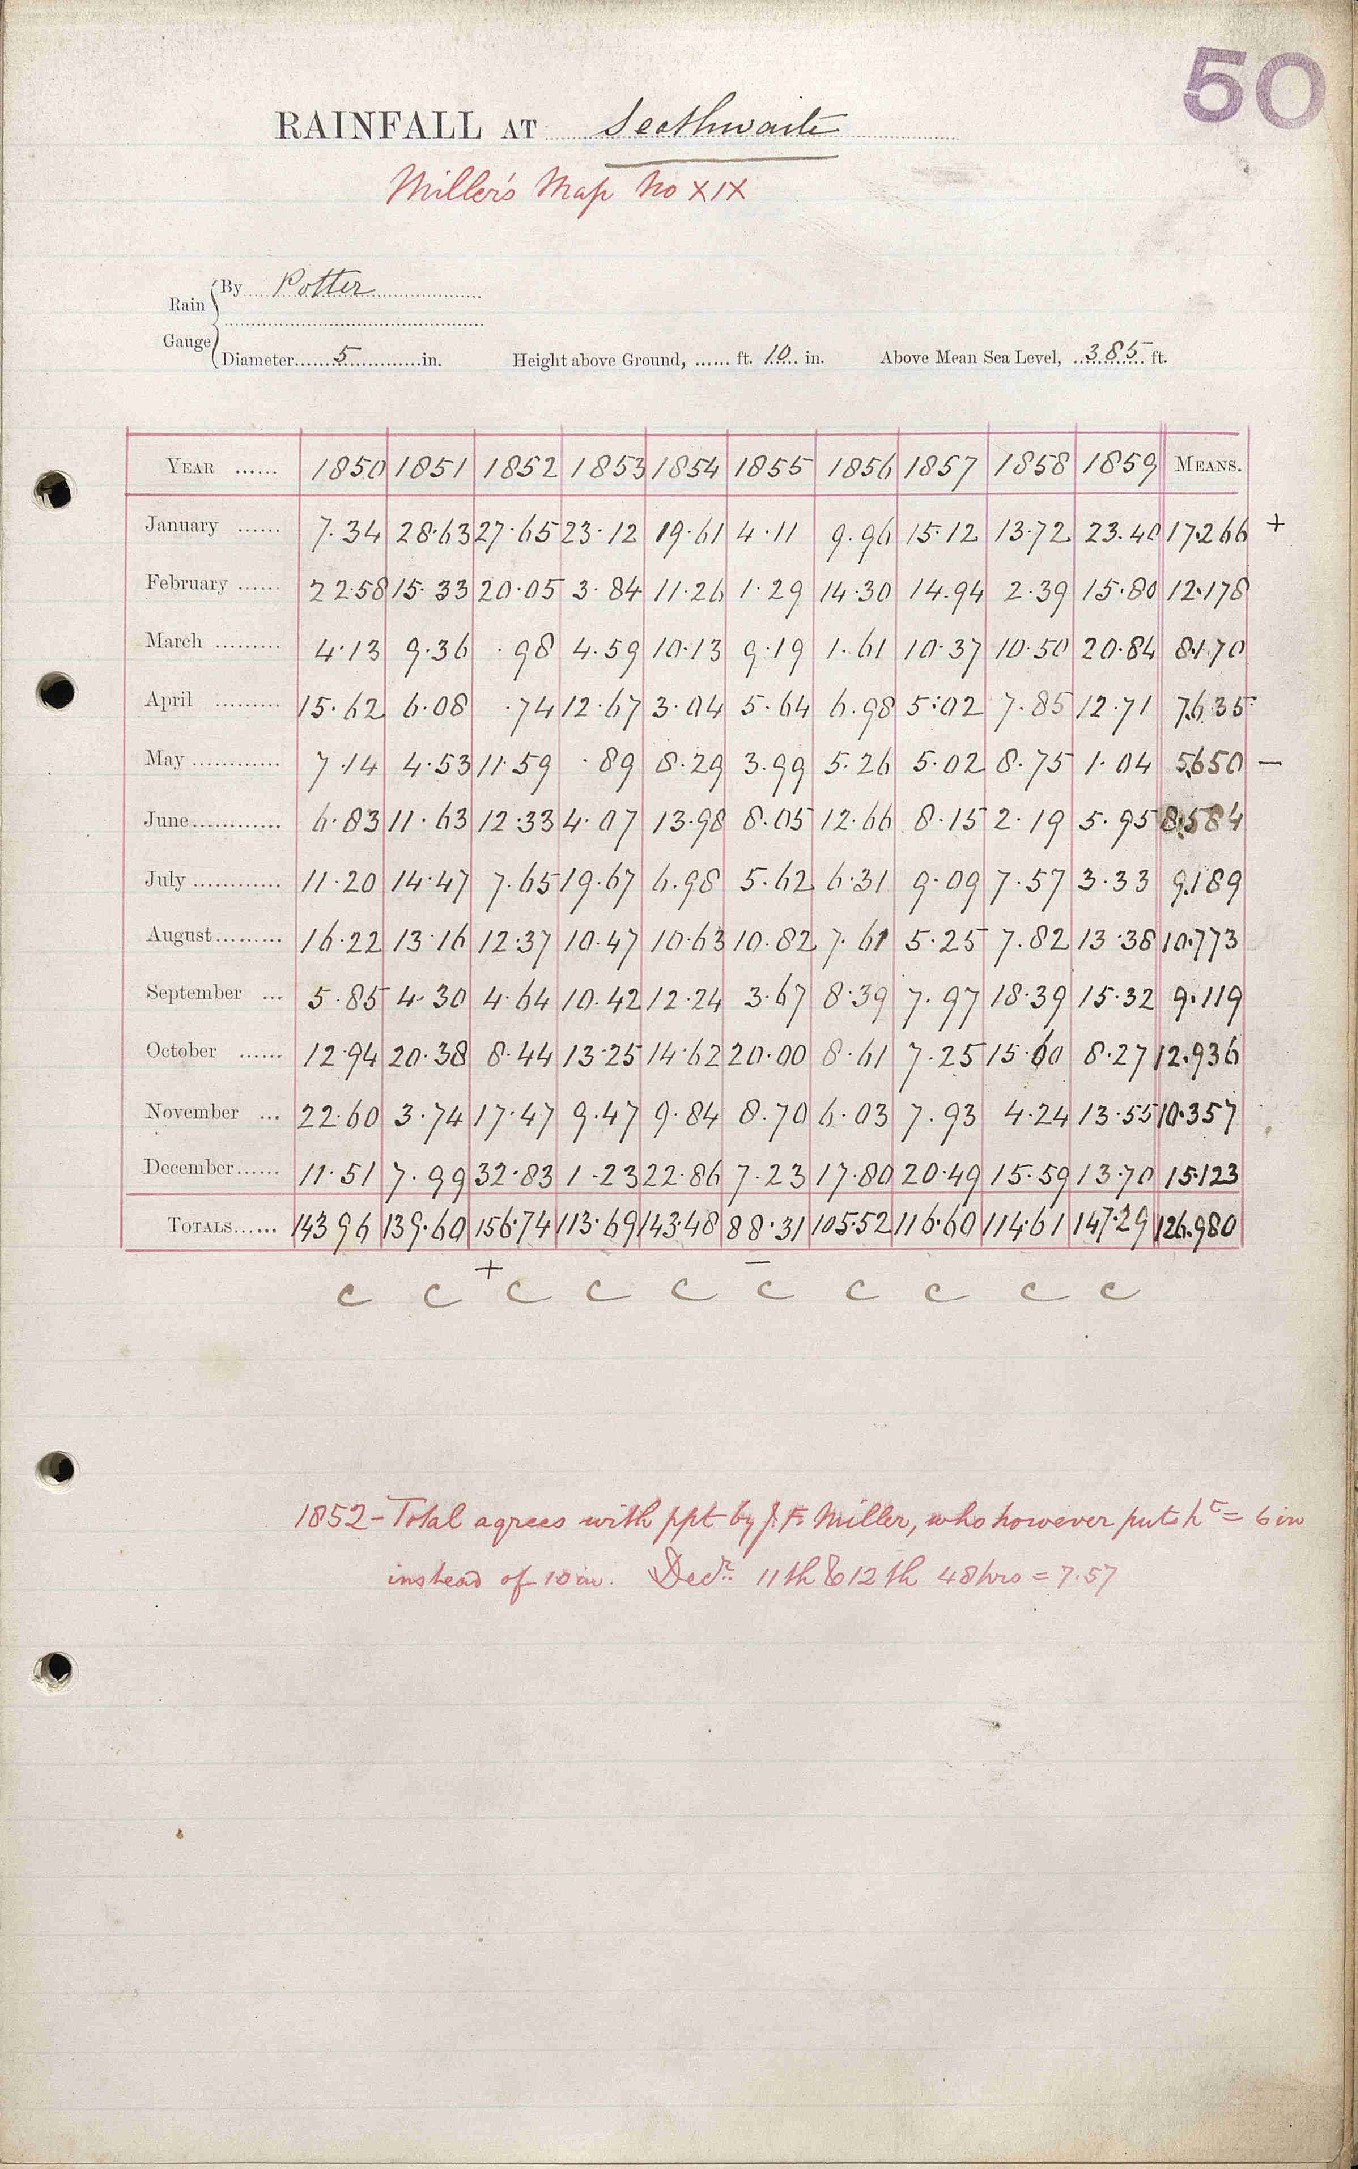 50
RAINFALL AT Seathwaite
Miller's Map No XIX
Rain Gauge
By Potter
Diameter 5 in. Height above Ground, ...... ft. 10 in. Above Mean Sea Level, 385 ft.
YEAR ...... 1850 1851 1852 1853 1854 1855 1856 1857 1858 1859 MEANS.
January ...... 7.34 28.63 27.65 23.12 19.61 4.11 9.96 15.12 13.72 23.40 17.266 +
February ...... 22.58 15.33 20.05 3.84 11.26 1.29 14.30 14.94 2.39 15.80 12.178
March ......... 4.13 9.36 .98 4.59 10.13 9.19 1.61 10.37 10.50 20.84 8.170
April ......... 15.62 6.08 .74 12.67 3.04 5.64 6.98 5.02 7.85 12.71 7.635
May ............ 7.14 4.53 11.59 .89 8.29 3.99 5.26 5.02 8.75 1.04 5.650 —
June ............ 6.83 11.63 12.33 4.07 13.98 8.05 12.66 8.15 2.19 5.95 8.584
July ............ 11.20 14.47 7.65 19.67 6.98 5.62 6.31 9.09 7.57 3.33 9.189
August ......... 16.22 13.16 12.37 10.47 10.63 10.82 7.61 5.25 7.82 13.38 10.773
September ... 5.85 4.30 4.64 10.42 12.24 3.67 8.39 7.97 18.39 15.32 9.119
October ...... 12.94 20.38 8.44 13.25 14.62 20.00 8.61 7.25 15.60 8.27 12.936
November ... 22.60 3.74 17.47 9.47 9.84 8.70 6.03 7.93 4.24 13.55 10.357
December ...... 11.51 7.99 32.83 1.23 22.86 7.23 17.80 20.49 15.59 13.70 15.123
TOTALS ...... 143.96 139.60 156.74 113.69 143.48 88.31 105.52 116.60 114.61 147.29 126.980
+ —
c c c c c c c c c c
1852 - Total agrees with ppt by J. F. Miller, who however puts hᵗ = 6 in
instead of 10 in. Decr. 11th & 12th 48 hrs = 7.57